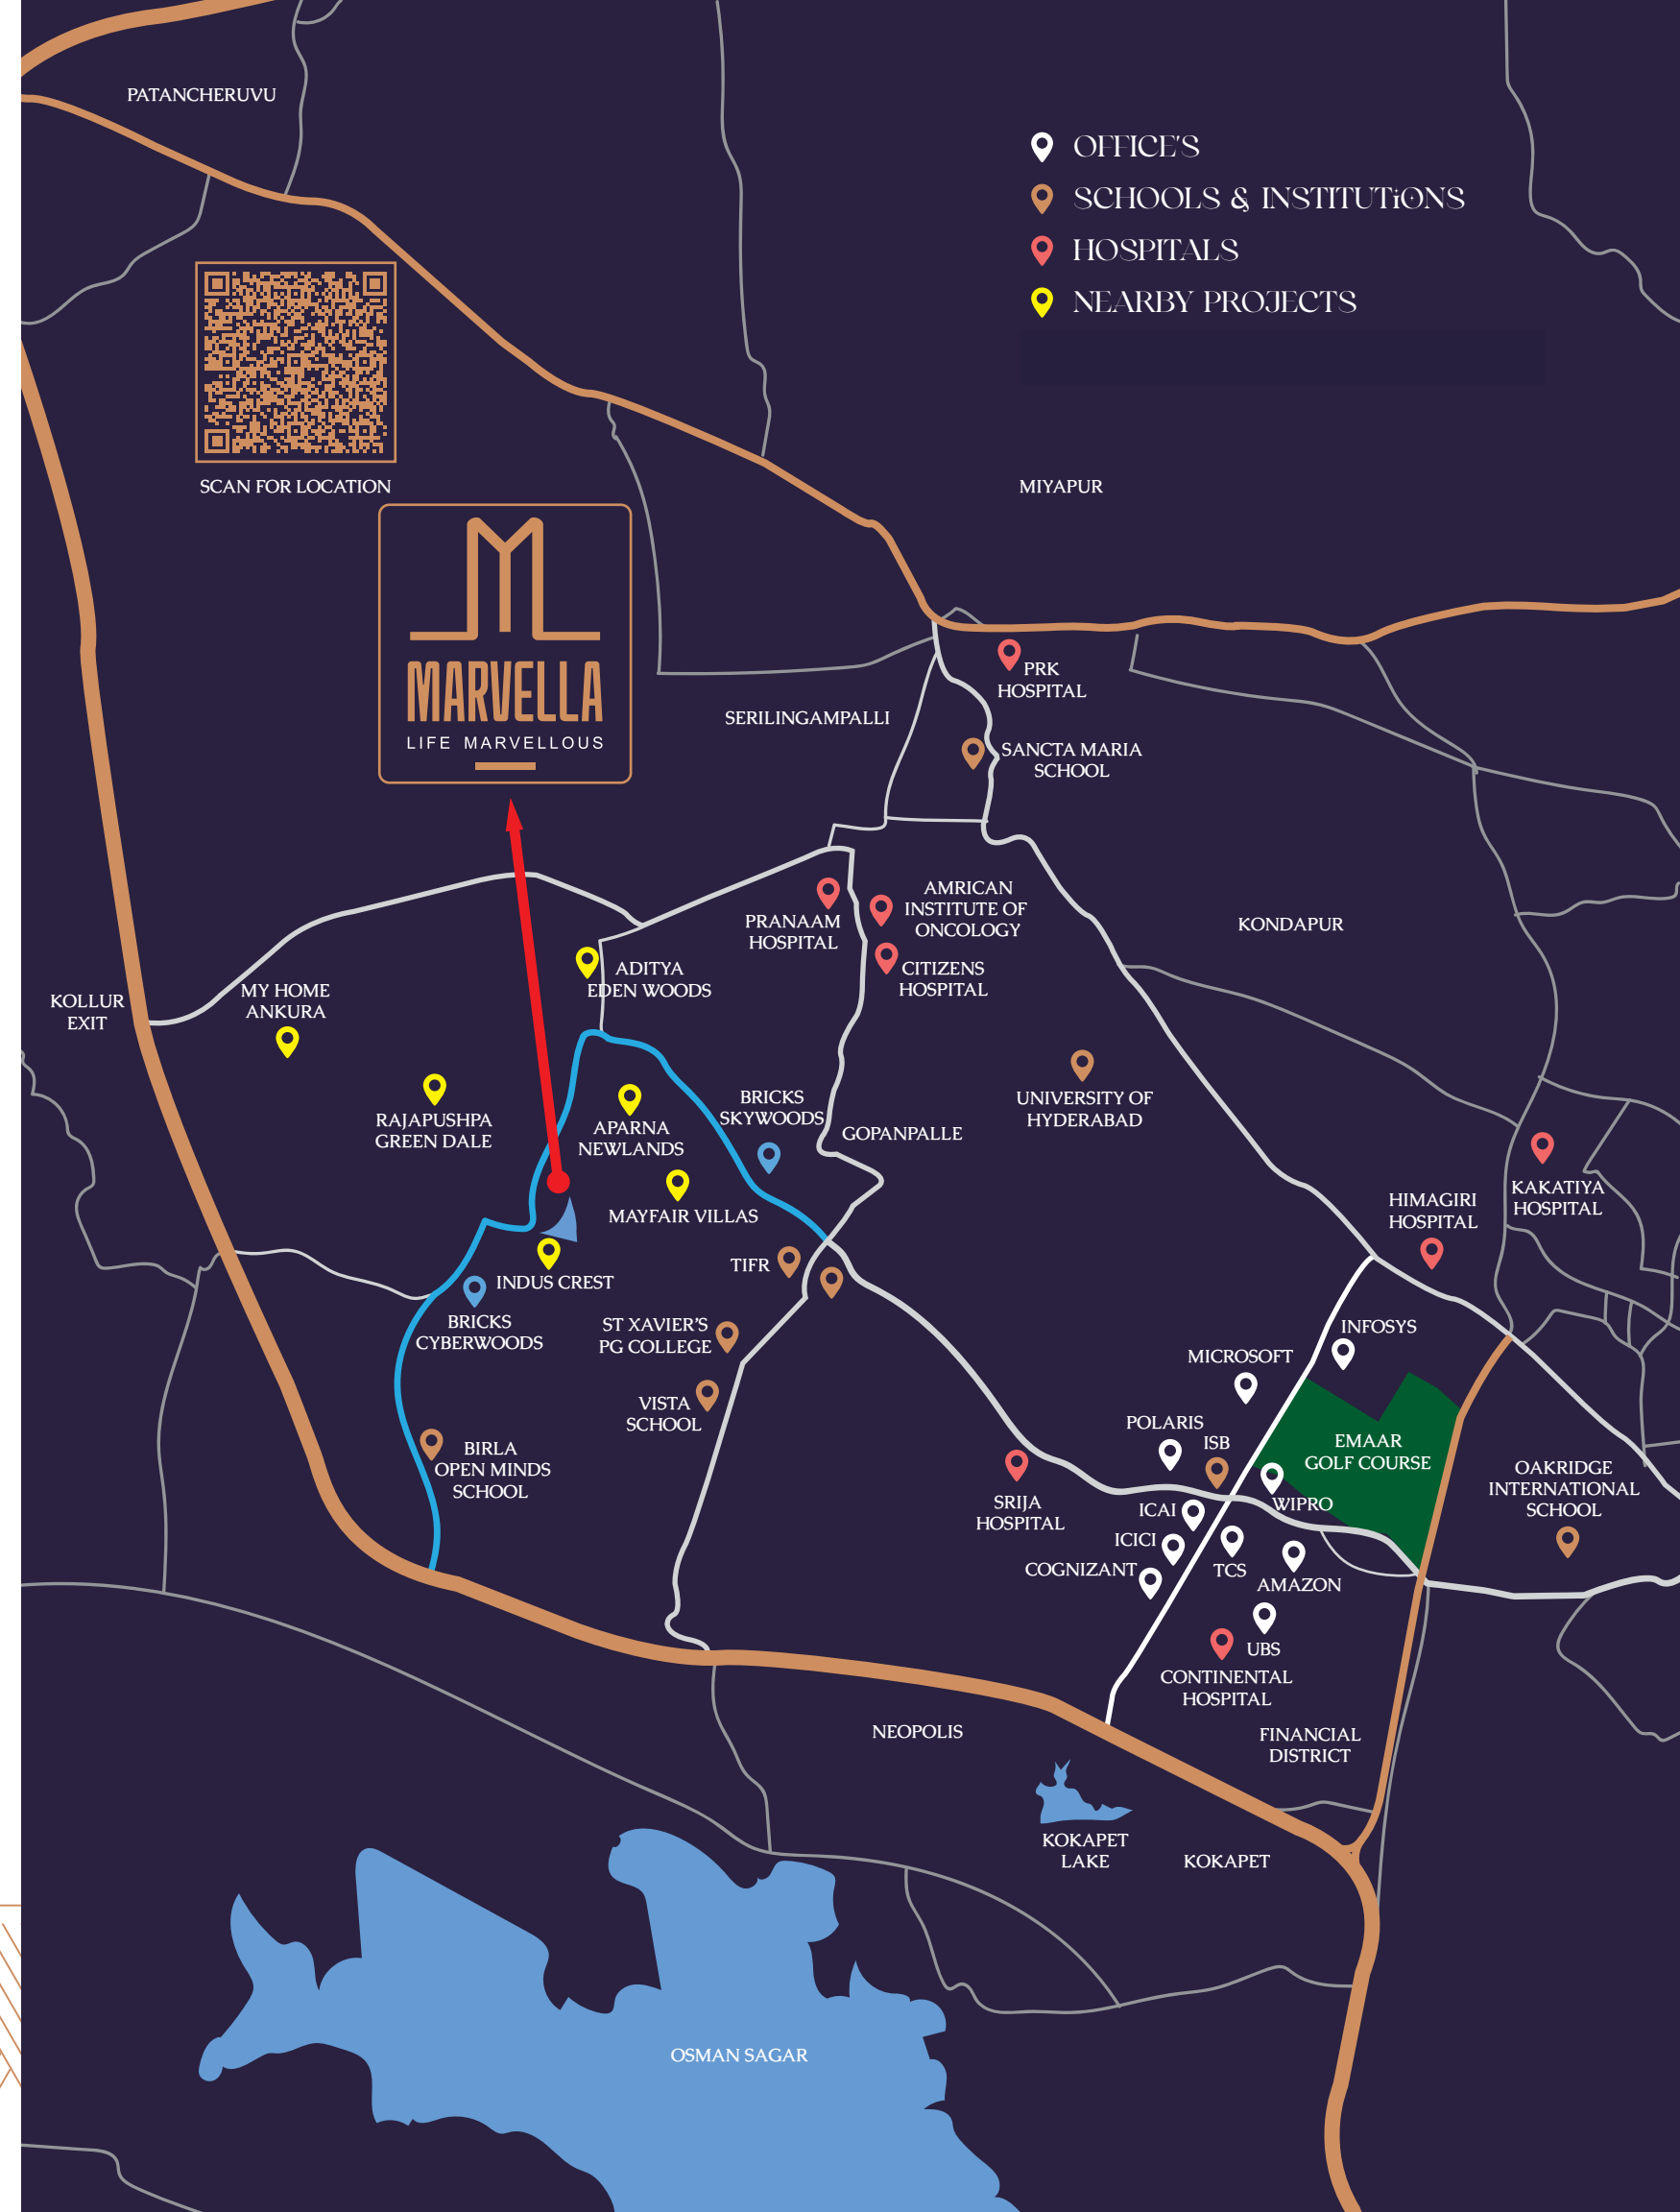 PATANCHERUVU
OFFICE'S
SCHOOLS & INSTITUTiONS
HOSPITALS
NEARBY PROJECTS
SCAN FOR LOCATION
MIYAPUR
MARVELLA
LIFE MARVELLOUS
PRK
HOSPITAL
SERILINGAMPALLI
SANCTA MARIA
SCHOOL
AMRICAN
INSTITUTE OF
ONCOLOGY
PRANAAM
HOSPITAL
KONDAPUR
CITIZENS
HOSPITAL
ADITYA
EDEN WOODS
MY HOME
ANKURA
KOLLUR
EXIT
RAJAPUSHPA
GREEN DALE
APARNA
NEWLANDS
BRICKS
SKYWOODS
GOPANPALLE
UNIVERSITY OF
HYDERABAD
KAKATIYA
HOSPITAL
HIMAGIRI
HOSPITAL
MAYFAIR VILLAS
TIFR
INDUS CREST
BRICKS
CYBERWOODS
ST XAVIER'S
PG COLLEGE
INFOSYS
MICROSOFT
VISTA
SCHOOL
POLARIS
ISB
EMAAR
GOLF COURSE
BIRLA
OPEN MINDS
SCHOOL
OAKRIDGE
INTERNATIONAL
SCHOOL
SRIJA
HOSPITAL
ICAI
WIPRO
ICICI
COGNIZANT
TCS
AMAZON
UBS
CONTINENTAL
HOSPITAL
NEOPOLIS
FINANCIAL
DISTRICT
KOKAPET
LAKE
KOKAPET
OSMAN SAGAR